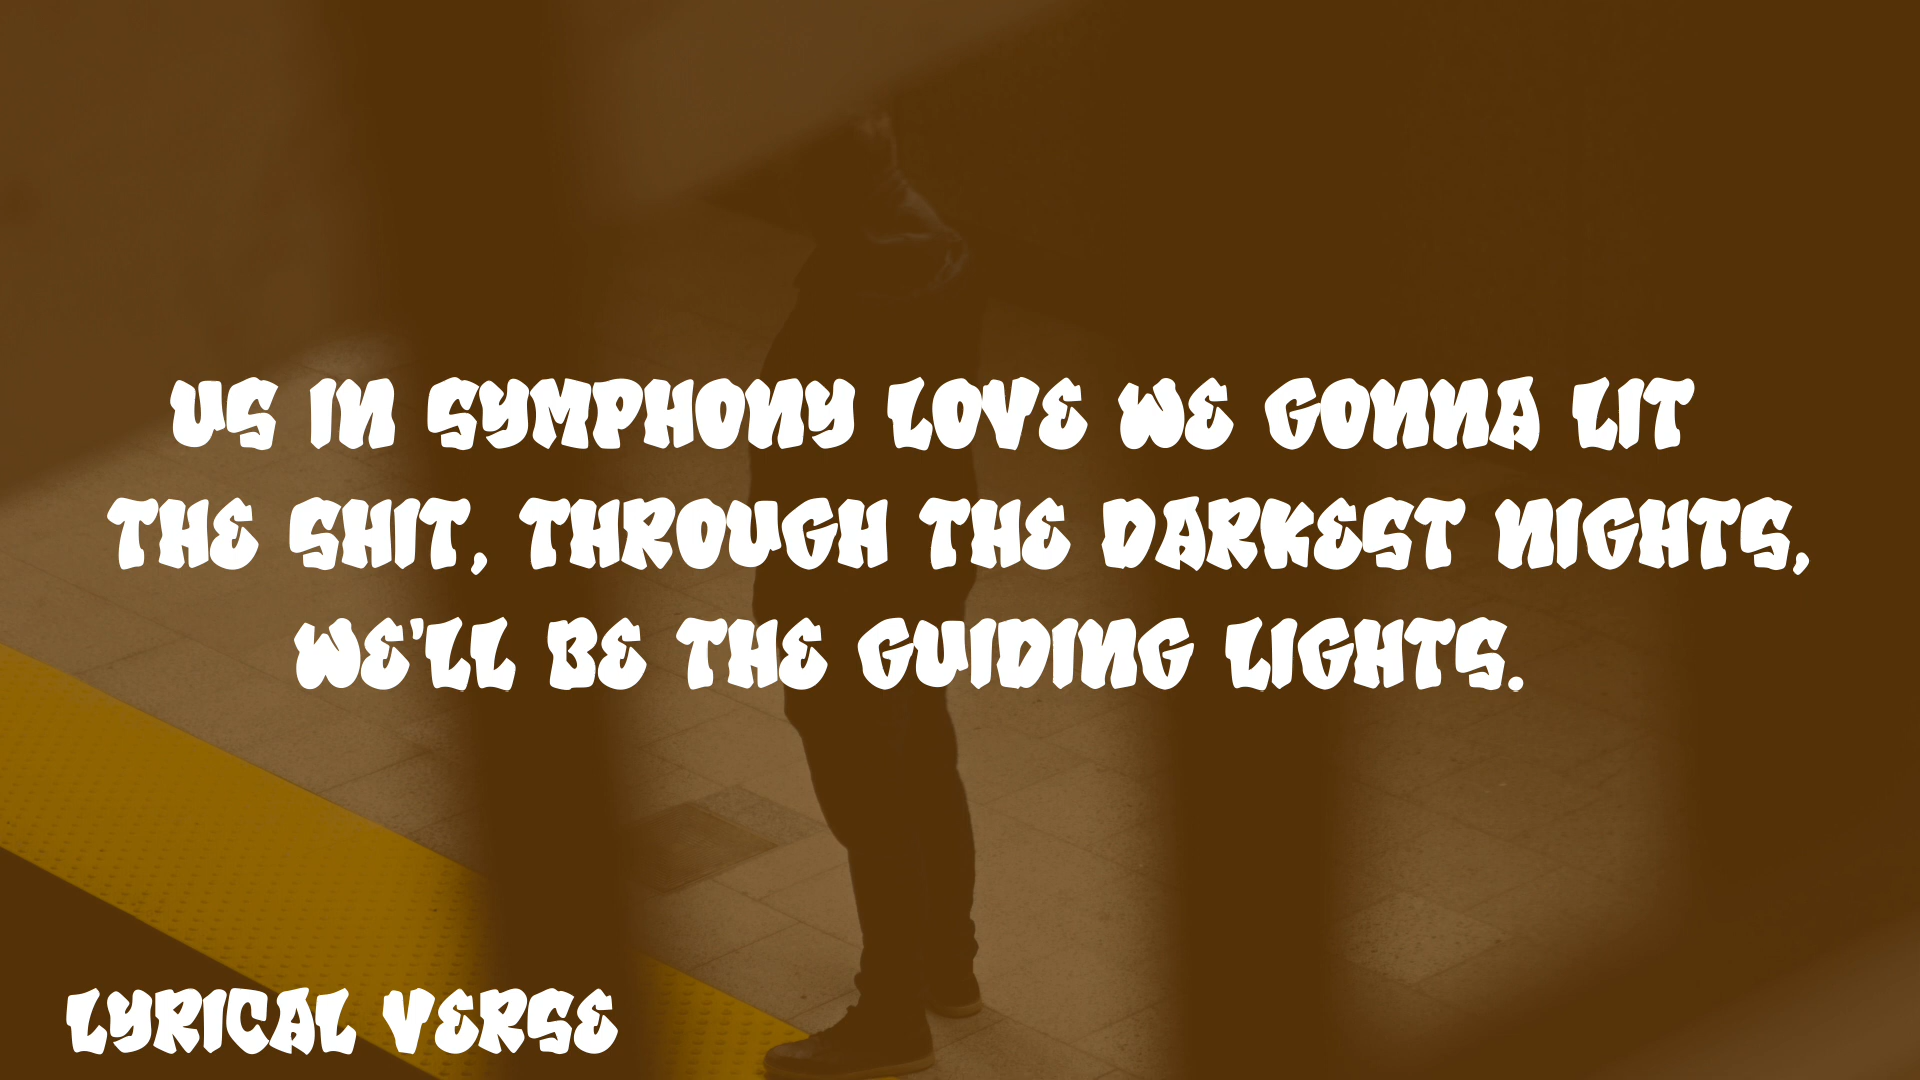 US IN SYMPHONY LOVE WE GONNA LIT
THE SHIT, THROUGH THE DARKEST NIGHTS,
WE'LL BE THE GUIDING LIGHTS.
LYRICAL VERSE